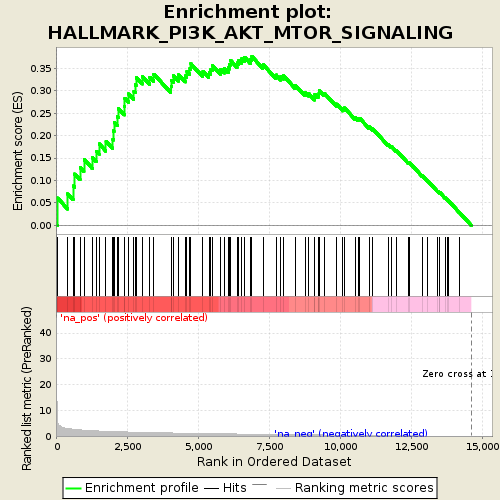 Enrichment plot:
HALLMARK_PI3K_AKT_MTOR_SIGNALING
Enrichment score (ES)
0.35
0.30
0.25
0.20
0.15
0.10
0.05
0.00
'na_pos' (positively correlated)
Ranked list metric (PreRanked)
40
30
20
10
0
Zero cross at
'na_neg' (negatively correlated)
0
2,500
5,000
7,500
10,000
12,500
15,000
Rank in Ordered Dataset
Enrichment profile
Hits
Ranking metric scores